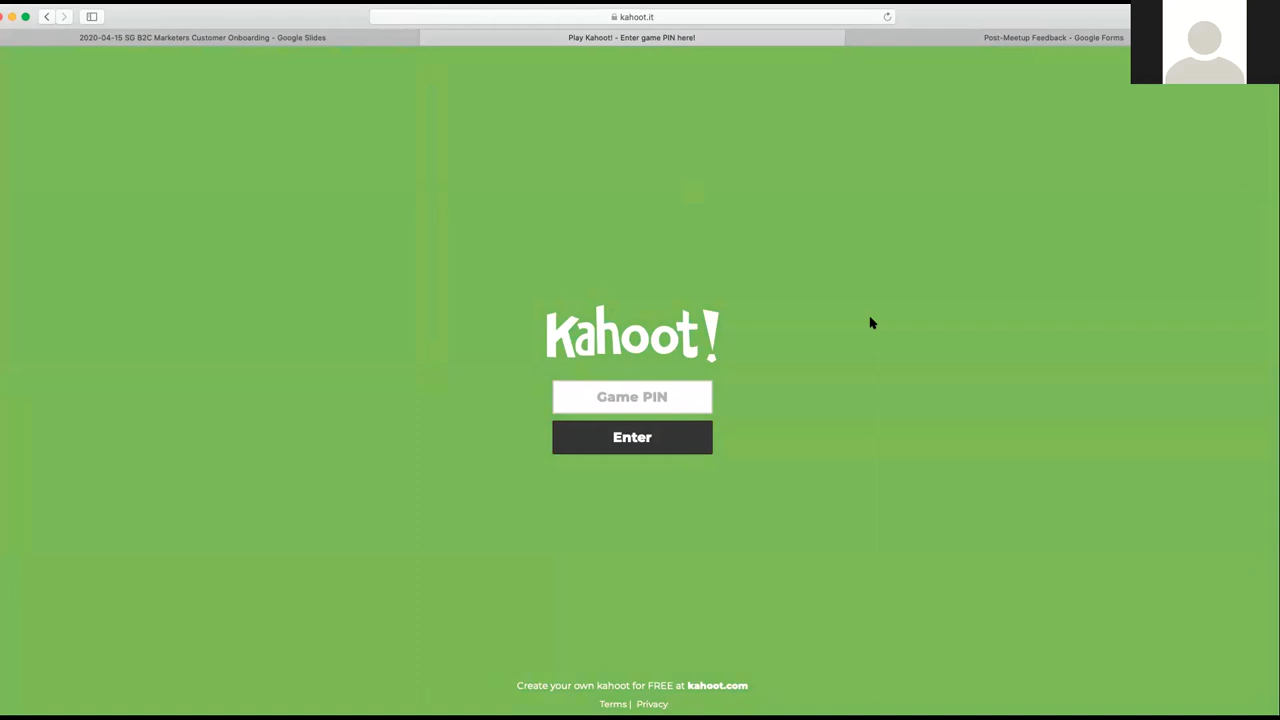 kahoot.it
2020-04-15 SG B2C Marketers Customer Onboarding - Google Slides
Play Kahoot! - Enter game PIN here!
Post-Meetup Feedback - Google Forms
Kahoot!
Game PIN
Enter
Create your own kahoot for FREE at kahoot.com
Terms | Privacy